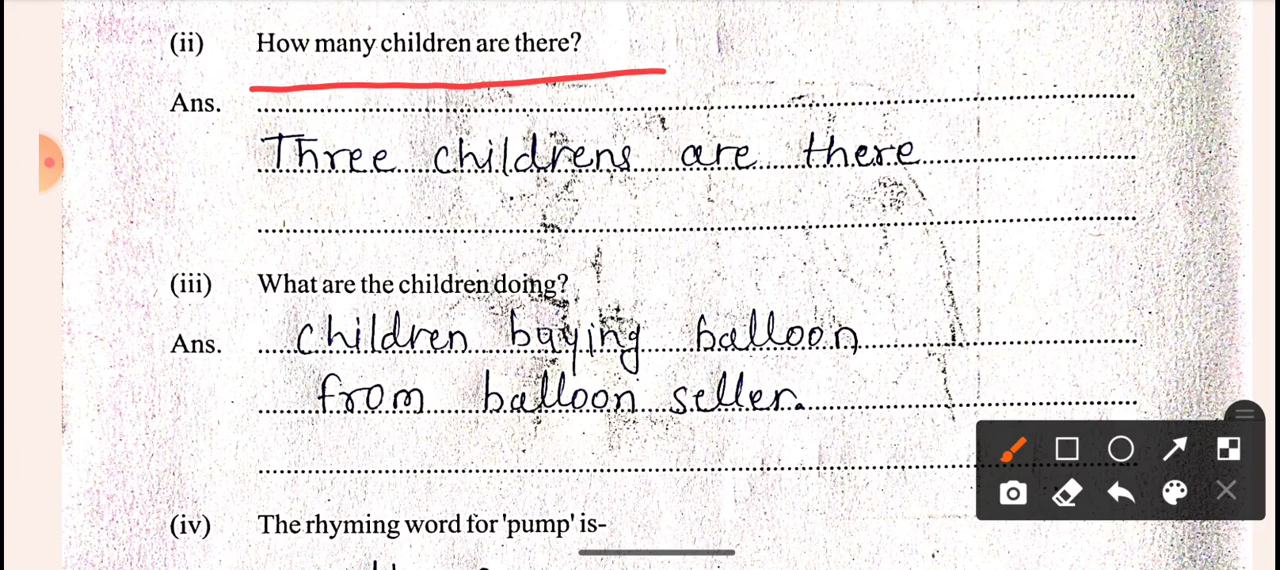 (ii) How many children are there?
Ans.
Three childrens are there
(iii) What are the children doing?
Ans. children buying balloon
from balloon seller.
(iv) The rhyming word for 'pump' is-